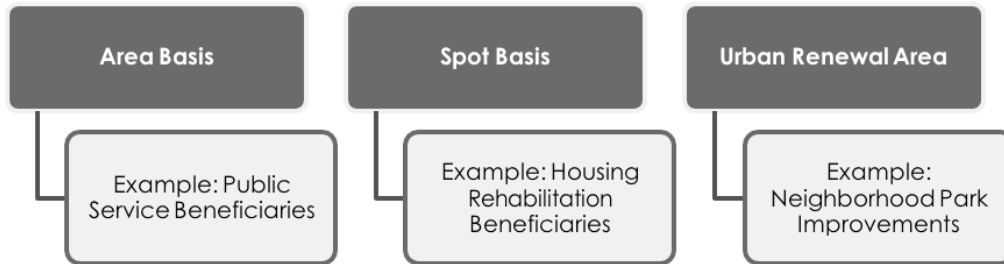 Area Basis
Spot Basis
Urban Renewal Area
Example: Public
Service Beneficiaries
Example: Housing
Rehabilitation
Beneficiaries
Example:
Neighborhood Park
Improvements